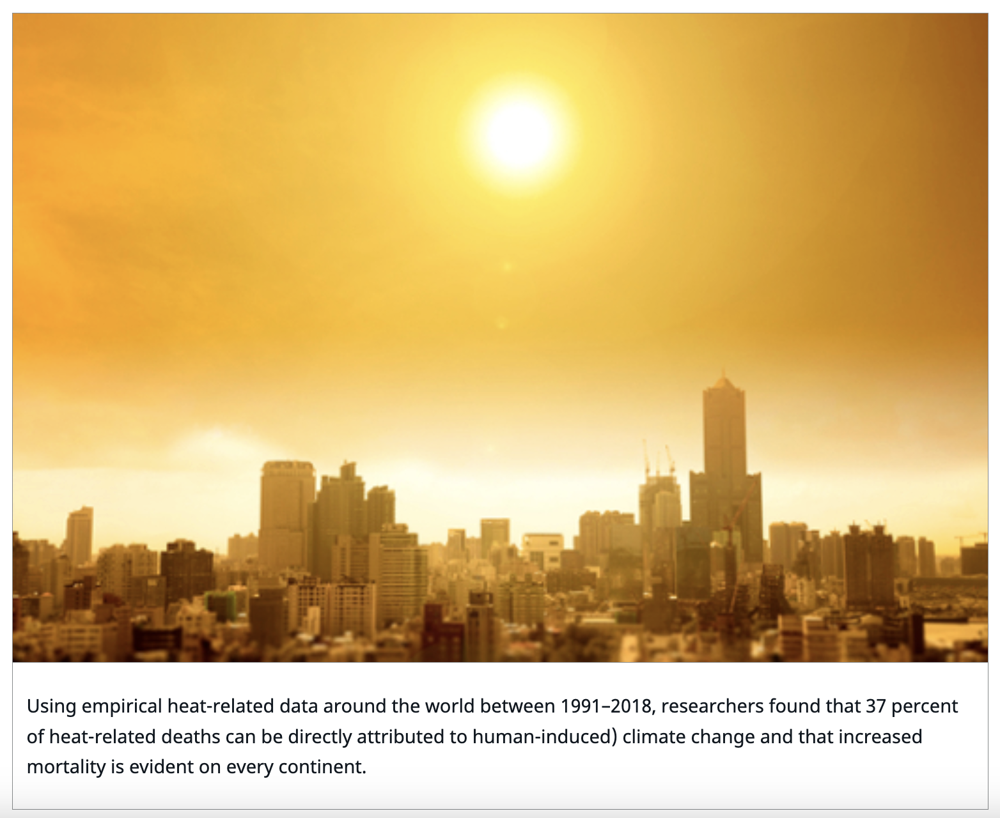 Using empirical heat-related data around the world between 1991–2018, researchers found that 37 percent
of heat-related deaths can be directly attributed to human-induced) climate change and that increased
mortality is evident on every continent.